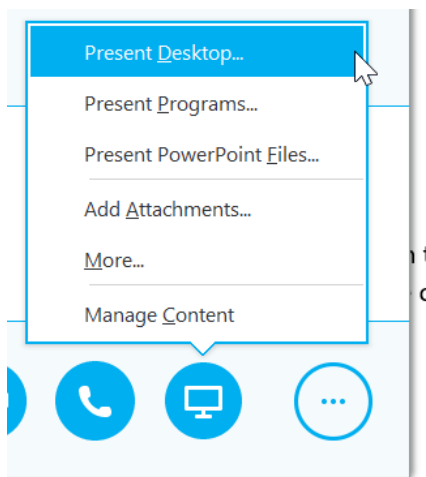 Present Desktop...
Present Programs...
Present PowerPoint Files...
Add Attachments...
More...
Manage Content